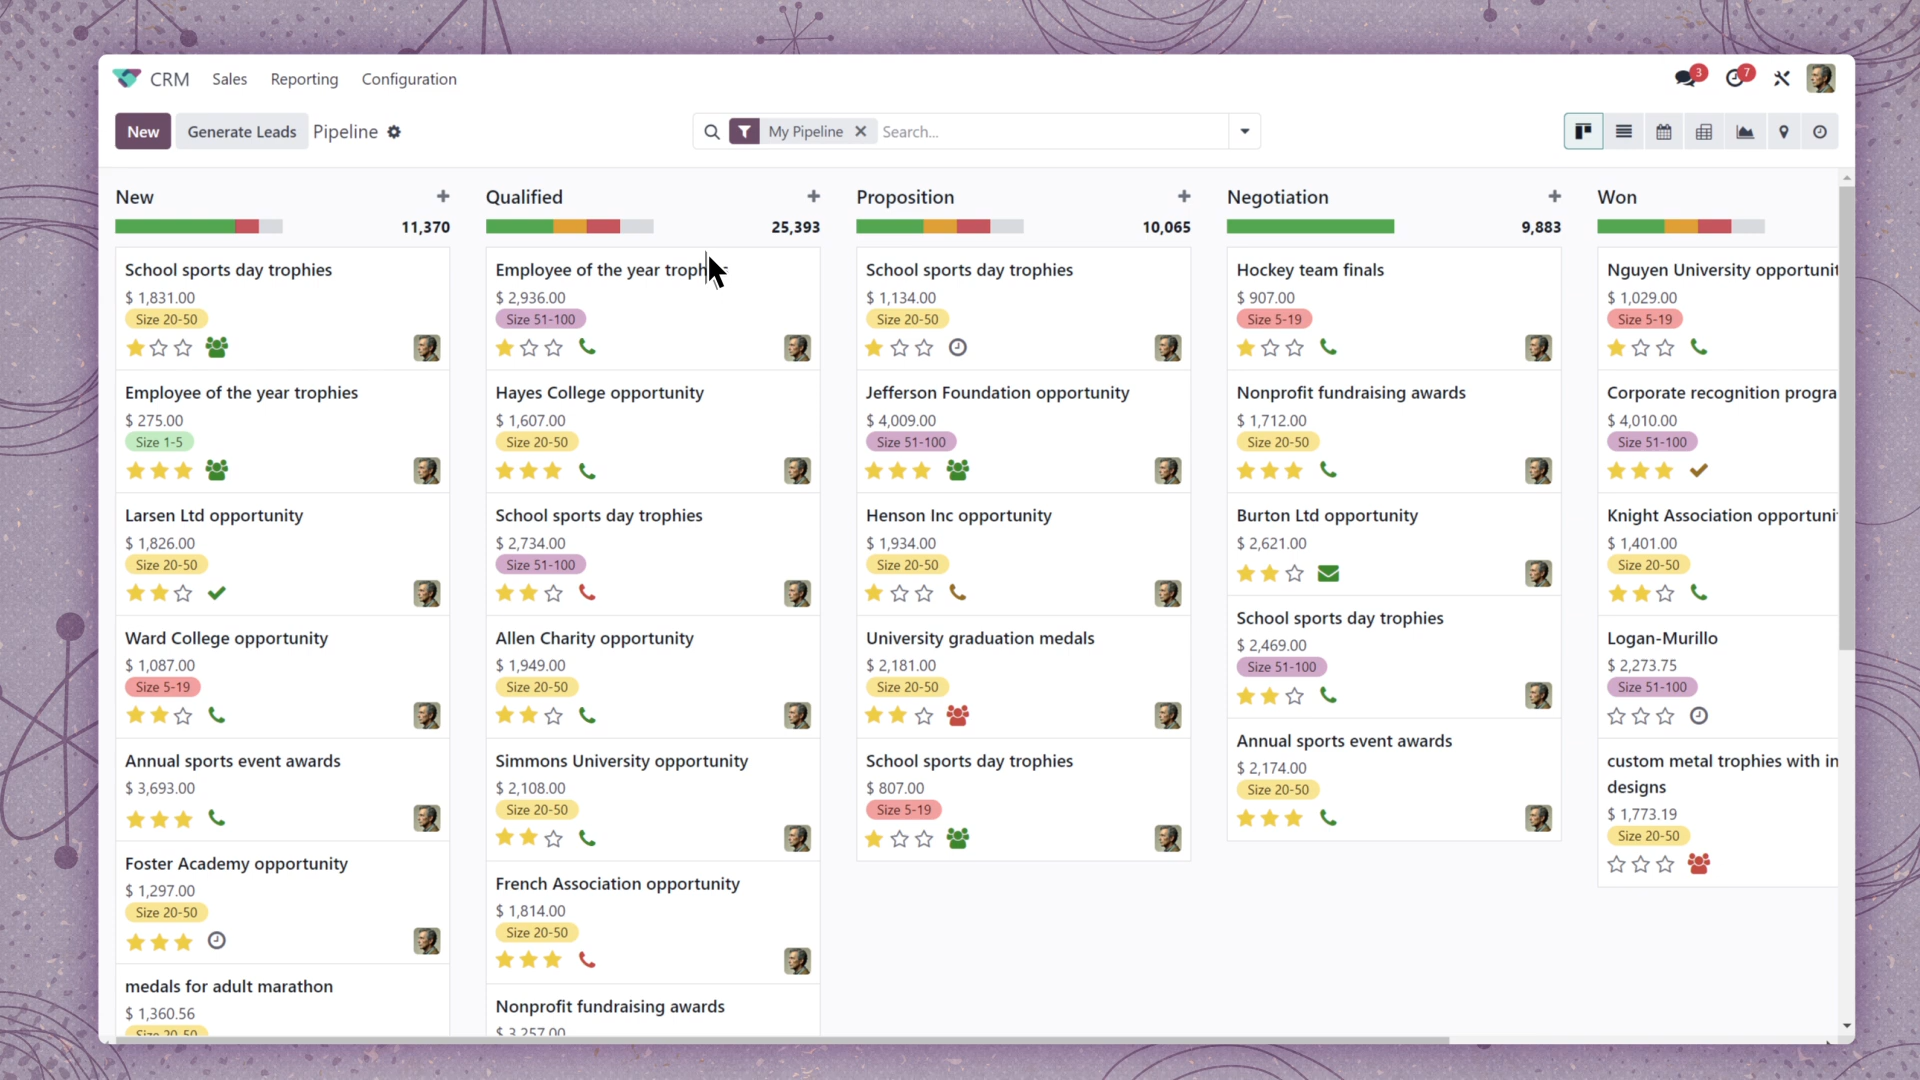 CRM Sales Reporting Configuration 3 7
New Generate Leads Pipeline My Pipeline Search...
New
11,370
School sports day trophies
$ 1,831.00
Size 20-50
Employee of the year trophies
$ 275.00
Size 1-5
Larsen Ltd opportunity
$ 1,826.00
Size 20-50
Ward College opportunity
$ 1,087.00
Size 5-19
Annual sports event awards
$ 3,693.00
Foster Academy opportunity
$ 1,297.00
Size 20-50
medals for adult marathon
$ 1,360.56
Size 20-50
Qualified
25,393
Employee of the year troph
$ 2,936.00
Size 51-100
Hayes College opportunity
$ 1,607.00
Size 20-50
School sports day trophies
$ 2,734.00
Size 51-100
Allen Charity opportunity
$ 1,949.00
Size 20-50
Simmons University opportunity
$ 2,108.00
Size 20-50
French Association opportunity
$ 1,814.00
Size 20-50
Nonprofit fundraising awards
$ 3,257.00
Proposition
10,065
School sports day trophies
$ 1,134.00
Size 20-50
Jefferson Foundation opportunity
$ 4,009.00
Size 51-100
Henson Inc opportunity
$ 1,934.00
Size 20-50
University graduation medals
$ 2,181.00
Size 20-50
School sports day trophies
$ 807.00
Size 5-19
Negotiation
9,883
Hockey team finals
$ 907.00
Size 5-19
Nonprofit fundraising awards
$ 1,712.00
Size 20-50
Burton Ltd opportunity
$ 2,621.00
School sports day trophies
$ 2,469.00
Size 51-100
Annual sports event awards
$ 2,174.00
Size 20-50
Won
Nguyen University opportunit
$ 1,029.00
Size 5-19
Corporate recognition progra
$ 4,010.00
Size 51-100
Knight Association opportuni
$ 1,401.00
Size 20-50
Logan-Murillo
$ 2,273.75
Size 51-100
custom metal trophies with in
designs
$ 1,773.19
Size 20-50